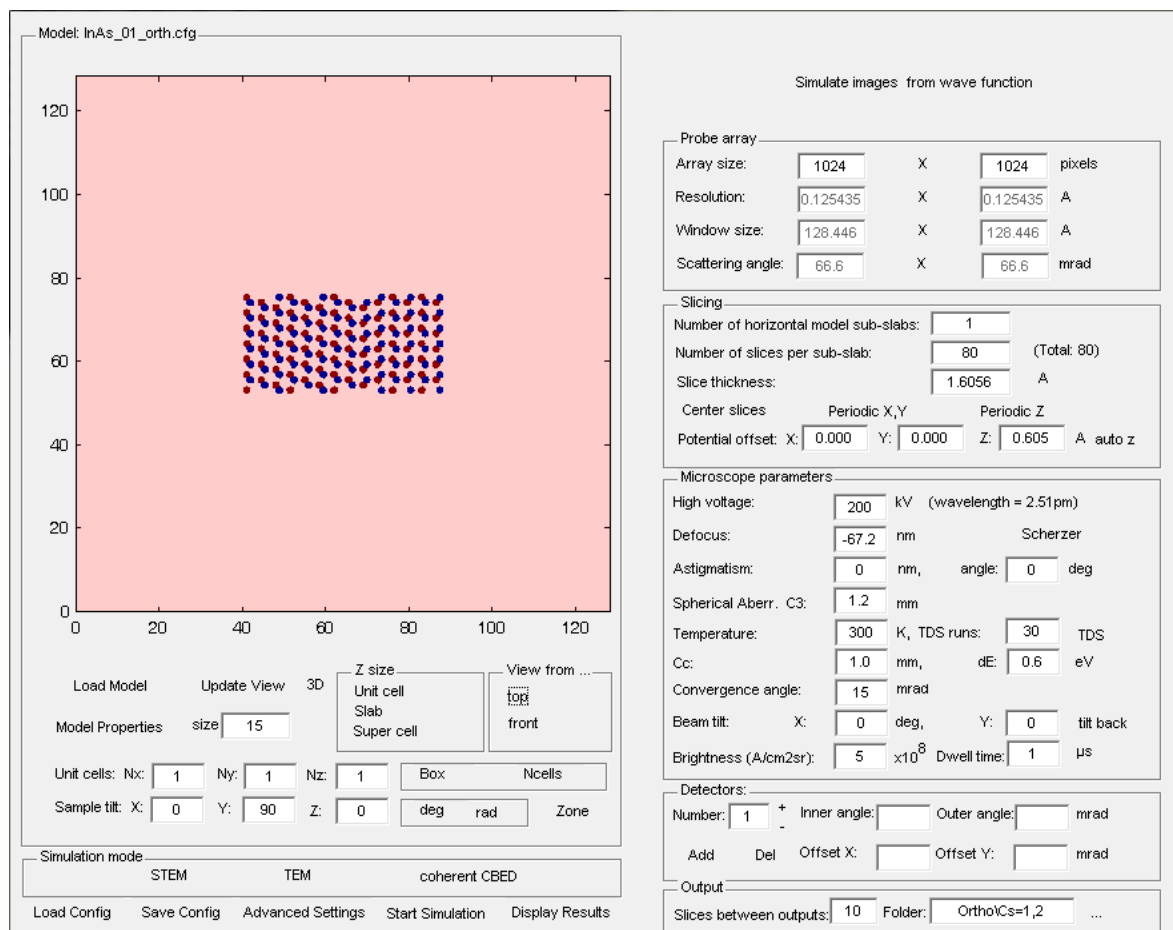 Model: InAs_01_orth.cfg
120
100
80
60
40
20
0
0 20 40 60 80 100 120
Load Model Update View 3D
Model Properties size 15
Z size
Unit cell
Slab
Super cell
View from ...
top
front
Unit cells: Nx: 1 Ny: 1 Nz: 1 Box Ncells
Sample tilt: X: 0 Y: 90 Z: 0 deg rad Zone
Simulation mode
STEM TEM coherent CBED
Load Config Save Config Advanced Settings Start Simulation Display Results
Simulate images from wave function
Probe array
Array size: 1024 X 1024 pixels
Resolution: 0.125435 X 0.125435 A
Window size: 128.446 X 128.446 A
Scattering angle: 66.6 X 66.6 mrad
Slicing
Number of horizontal model sub-slabs: 1
Number of slices per sub-slab: 80 (Total: 80)
Slice thickness: 1.6056 A
Center slices Periodic X,Y Periodic Z
Potential offset: X: 0.000 Y: 0.000 Z: 0.605 A auto z
Microscope parameters
High voltage: 200 kV (wavelength = 2.51pm)
Defocus: -67.2 nm Scherzer
Astigmatism: 0 nm, angle: 0 deg
Spherical Aberr. C3: 1.2 mm
Temperature: 300 K, TDS runs: 30 TDS
Cc: 1.0 mm, dE: 0.6 eV
Convergence angle: 15 mrad
Beam tilt: X: 0 deg, Y: 0 tilt back
Brightness (A/cm2sr): 5 x10^8 Dwell time: 1 µs
Detectors:
Number: 1 + - Inner angle: Outer angle: mrad
Add Del Offset X: Offset Y: mrad
Output
Slices between outputs: 10 Folder: Ortho\Cs=1,2 ...